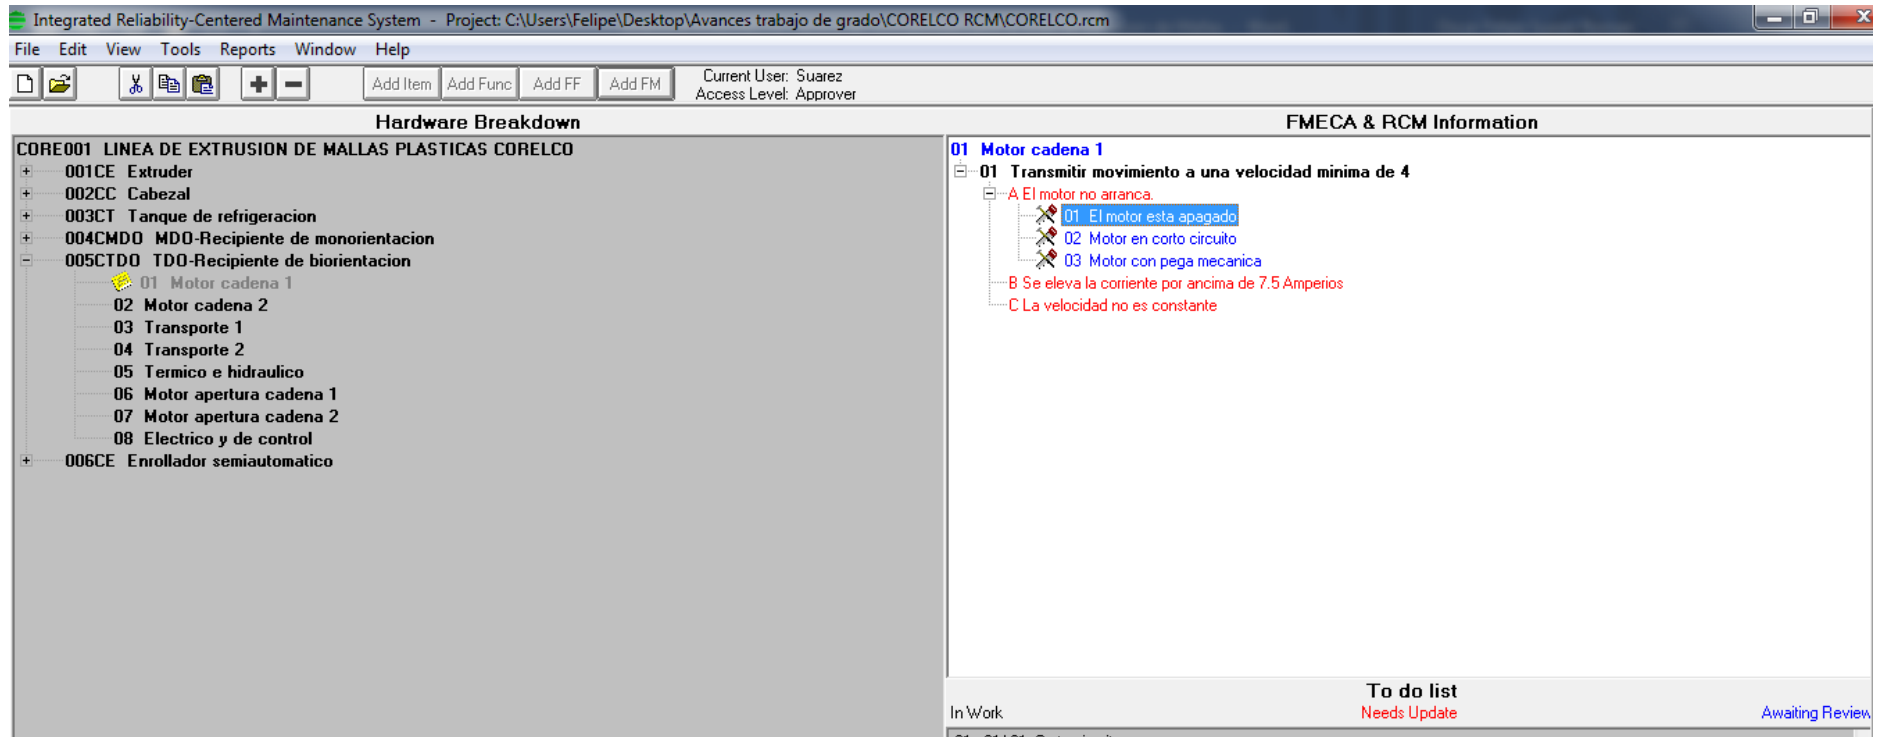 Integrated Reliability-Centered Maintenance System - Project: C:\Users\Felipe\Desktop\Avances trabajo de grado\CORELCO RCM\CORELCO.rcm
File Edit View Tools Reports Window Help
Add Item Add Func Add FF Add FM
Current User: Suarez
Access Level: Approver
Hardware Breakdown
CORE001 LINEA DE EXTRUSION DE MALLAS PLASTICAS CORELCO
001CE Extruder
002CC Cabezal
003CT Tanque de refrigeracion
004CMDO MDO-Recipiente de monorientacion
005CTDO TDO-Recipiente de biorientacion
01 Motor cadena 1
02 Motor cadena 2
03 Transporte 1
04 Transporte 2
05 Termico e hidraulico
06 Motor apertura cadena 1
07 Motor apertura cadena 2
08 Electrico y de control
006CE Enrollador semiautomatico
FMECA & RCM Information
01 Motor cadena 1
01 Transmitir movimiento a una velocidad minima de 4
A El motor no arranca.
01 El motor esta apagado
02 Motor en corto circuito
03 Motor con pega mecanica
B Se eleva la corriente por ancima de 7.5 Amperios
C La velocidad no es constante
To do list
In Work Needs Update Awaiting Review